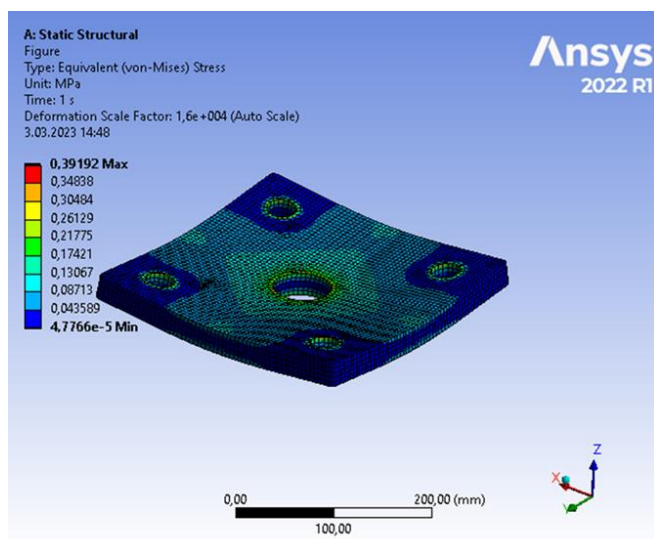 A: Static Structural
Figure
Type: Equivalent (von-Mises) Stress
Unit: MPa
Time: 1 s
Deformation Scale Factor: 1,6e+004 (Auto Scale)
3.03.2023 14:48
Ansys
2022 R1
0,39192 Max
0,34838
0,30484
0,26129
0,21775
0,17421
0,13067
0,08713
0,043589
4,7766e-5 Min
0,00
200,00 (mm)
100,00
Z
X
Y